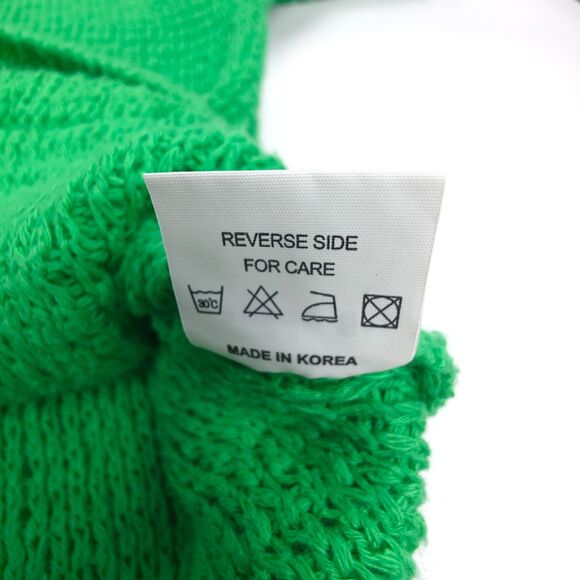 REVERSE SIDE
FOR CARE
30°C
MADE IN KOREA